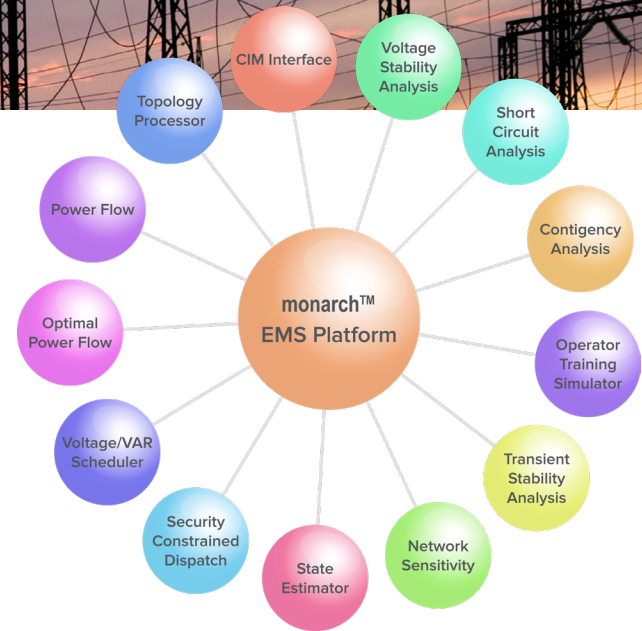 CIM Interface
Voltage
Stability
Analysis
Topology
Processor
Short
Circuit
Analysis
Power Flow
Contigency
Analysis
monarch™
EMS Platform
Optimal
Power Flow
Operator
Training
Simulator
Voltage/VAR
Scheduler
Transient
Stability
Analysis
Security
Constrained
Dispatch
Network
Sensitivity
State
Estimator